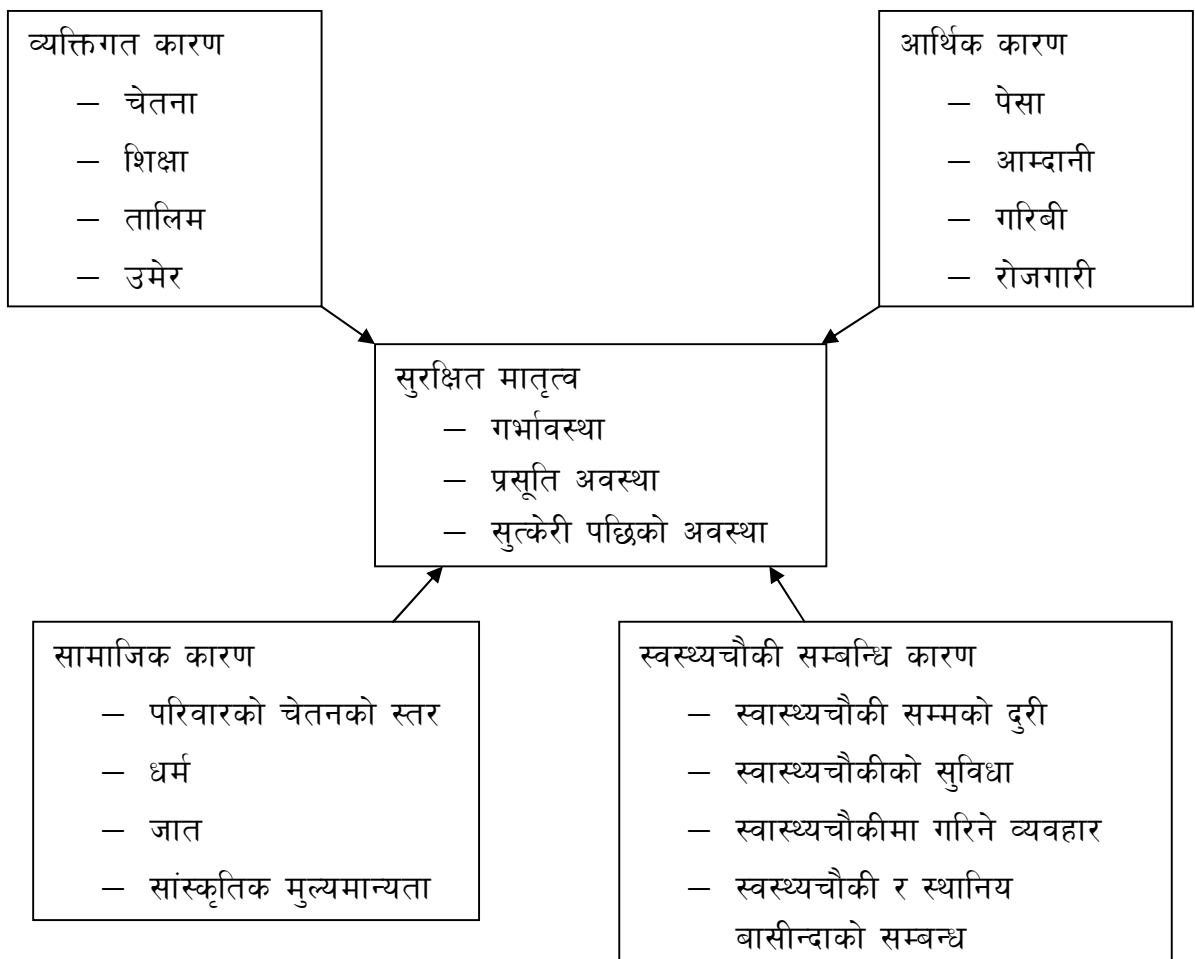 व्यक्तिगत कारण
– चेतना
– शिक्षा
– तालिम
– उमेर
आर्थिक कारण
– पेसा
– आम्दानी
– गरिबी
– रोजगारी
सुरक्षित मातृत्व
– गर्भावस्था
– प्रसूति अवस्था
– सुत्केरी पछिको अवस्था
सामाजिक कारण
– परिवारको चेतनको स्तर
– धर्म
– जात
– सांस्कृतिक मुल्यमान्यता
स्वस्थ्यचौकी सम्बन्धि कारण
– स्वास्थ्यचौकी सम्मको दुरी
– स्वास्थ्यचौकीको सुविधा
– स्वास्थ्यचौकीमा गरिने व्यवहार
– स्वस्थ्यचौकी र स्थानिय
बासीन्दाको सम्बन्ध